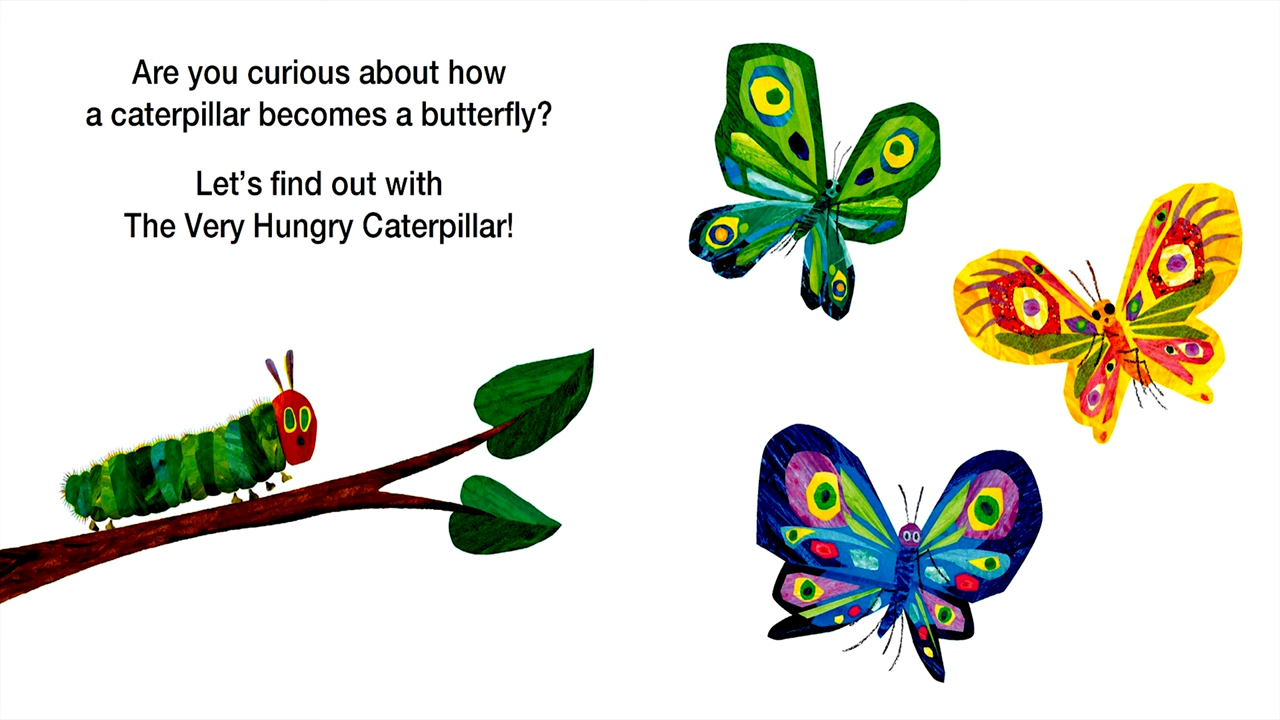 Are you curious about how
a caterpillar becomes a butterfly?
Let’s find out with
The Very Hungry Caterpillar!